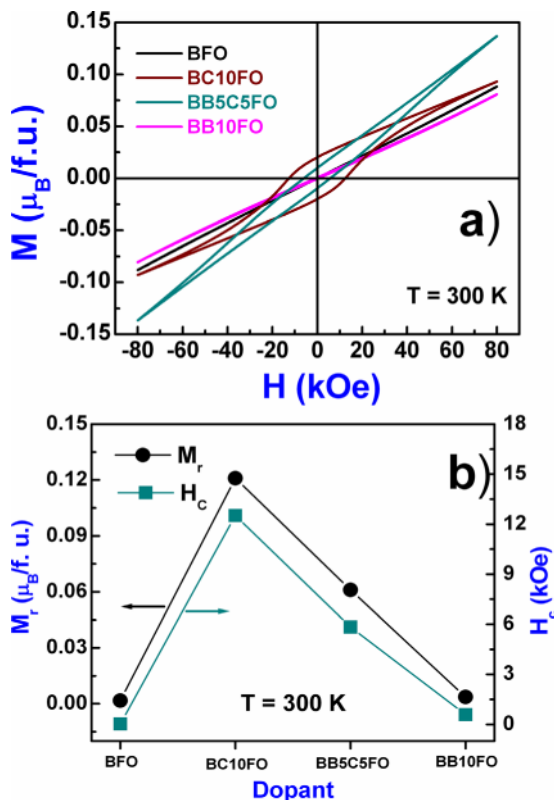 0.15
0.10
0.05
0.00
-0.05
-0.10
-0.15
M (μB/f.u.)
BFO
BC10FO
BB5C5FO
BB10FO
a)
T = 300 K
-80 -60 -40 -20 0 20 40 60 80
H (kOe)
0.15
0.12
0.09
0.06
0.03
0.00
Mr (μB/f. u.)
Mr
Hc
b)
18
15
12
9
6
3
0
Hc (kOe)
T = 300 K
BFO BC10FO BB5C5FO BB10FO
Dopant